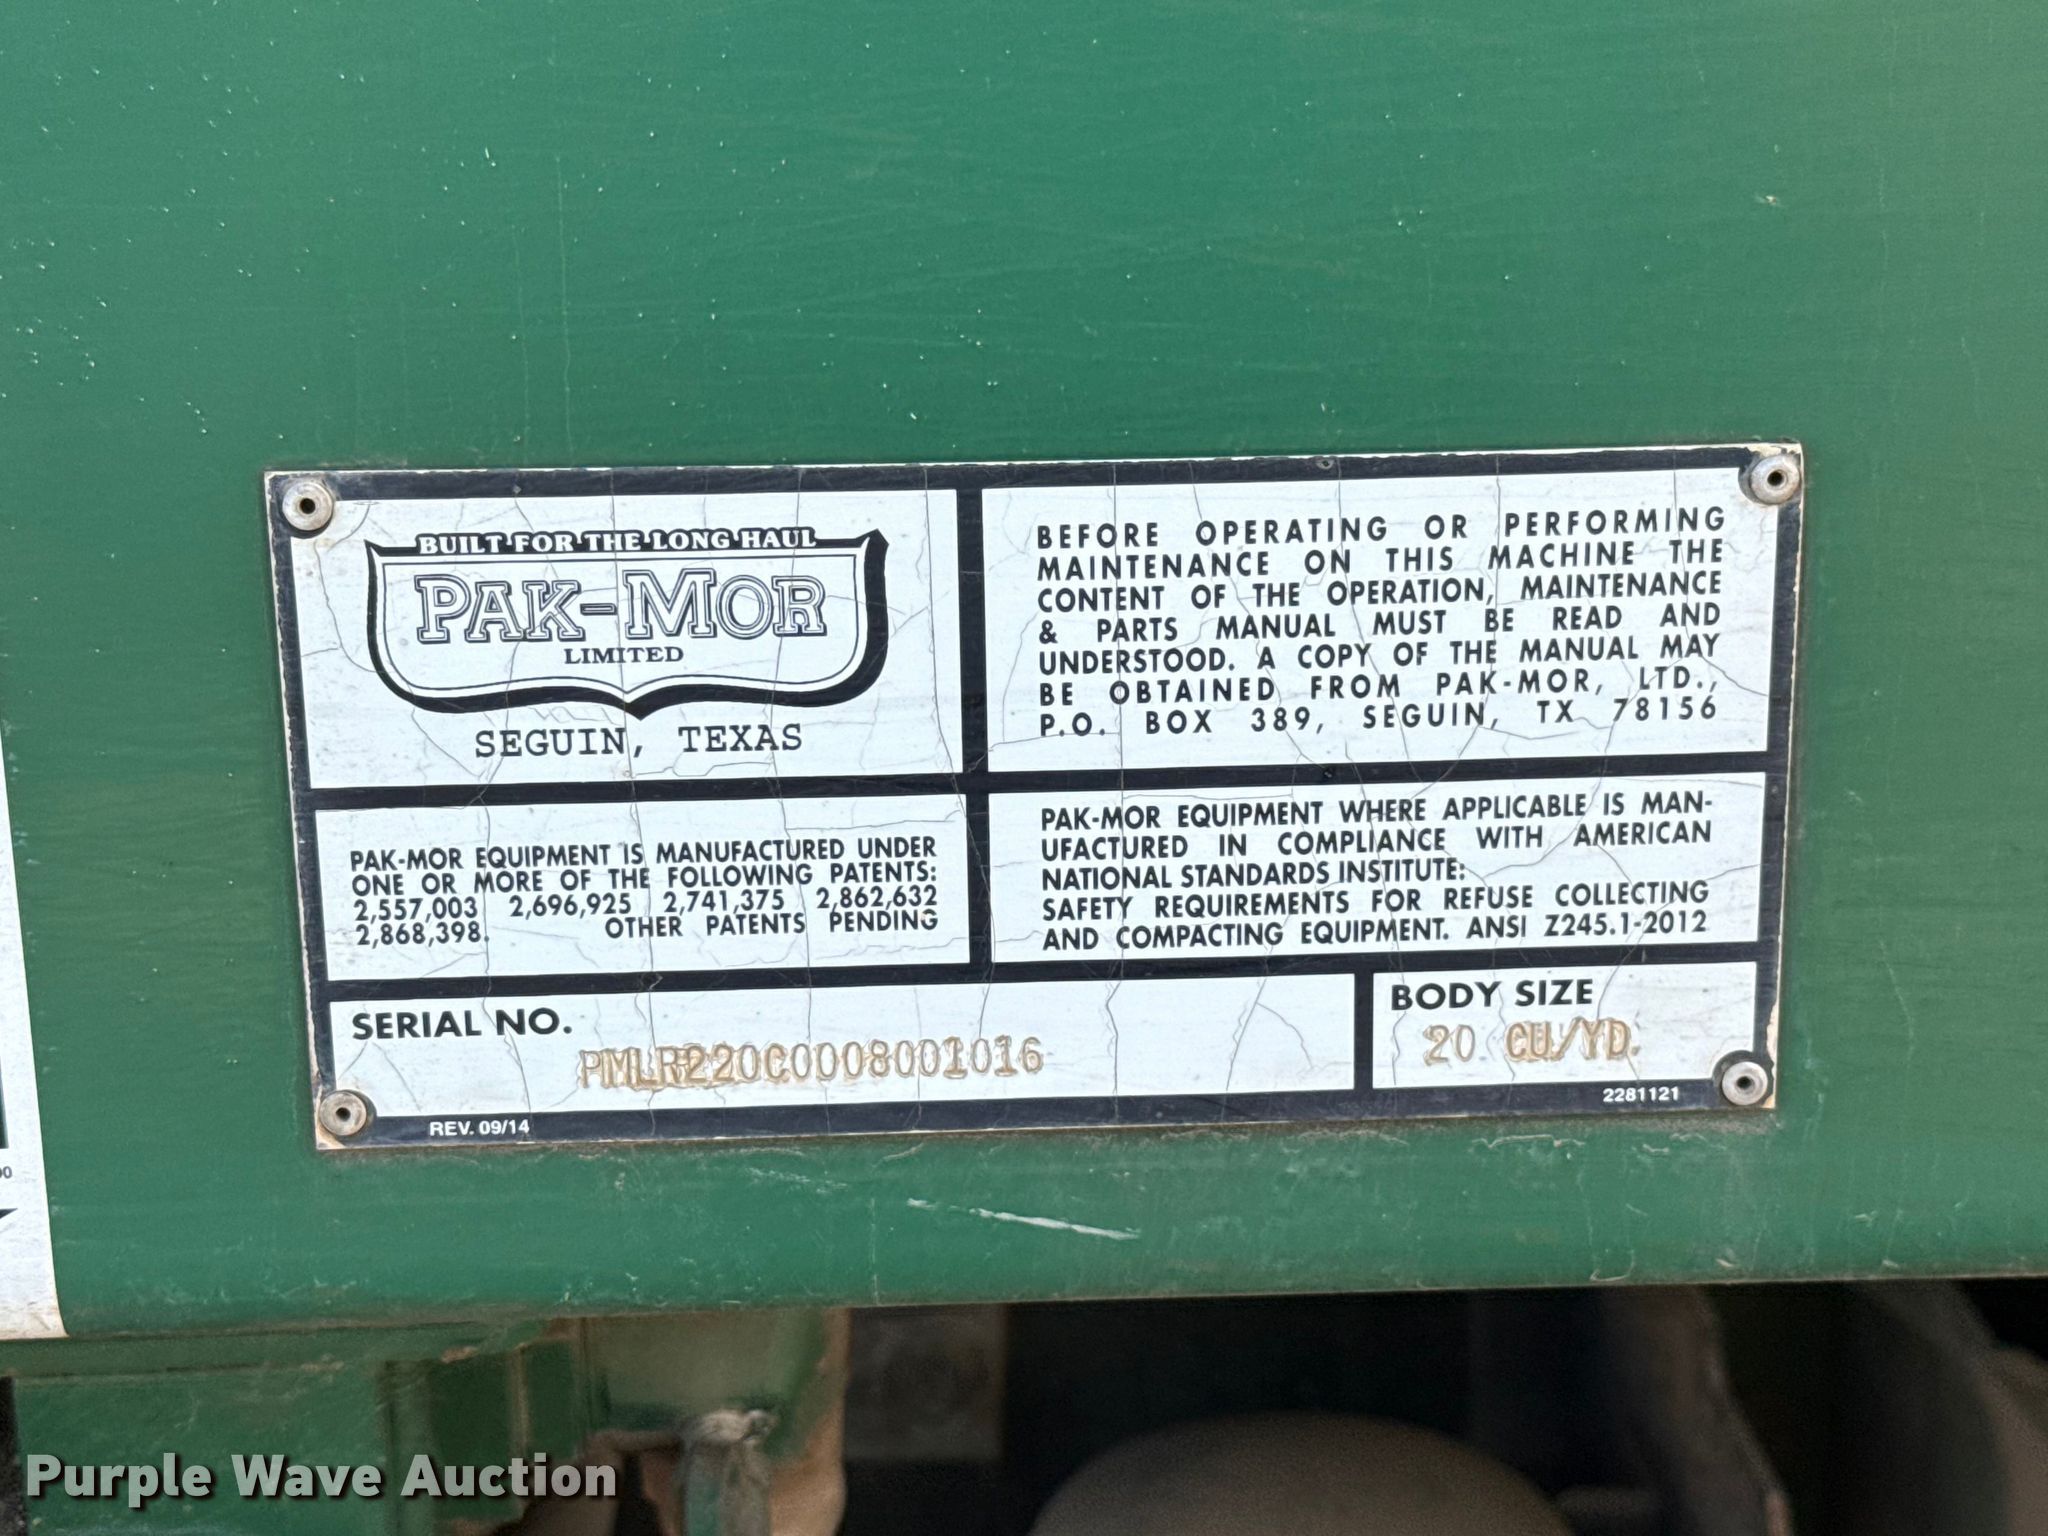 BUILT FOR THE LONG HAUL
PAK-MOR
LIMITED
SEGUIN, TEXAS
BEFORE OPERATING OR PERFORMING
MAINTENANCE ON THIS MACHINE THE
CONTENT OF THE OPERATION, MAINTENANCE
& PARTS MANUAL MUST BE READ AND
UNDERSTOOD. A COPY OF THE MANUAL MAY
BE OBTAINED FROM PAK-MOR, LTD.,
P.O. BOX 389, SEGUIN, TX 78156
PAK-MOR EQUIPMENT IS MANUFACTURED UNDER
ONE OR MORE OF THE FOLLOWING PATENTS:
2,557,003 2,696,925 2,741,375 2,862,632
2,868,398. OTHER PATENTS PENDING
PAK-MOR EQUIPMENT WHERE APPLICABLE IS MAN-
UFACTURED IN COMPLIANCE WITH AMERICAN
NATIONAL STANDARDS INSTITUTE:
SAFETY REQUIREMENTS FOR REFUSE COLLECTING
AND COMPACTING EQUIPMENT. ANSI Z245.1-2012
SERIAL NO.
BODY SIZE
20 CU/YD.
REV. 09/14
2281121
Purple Wave Auction